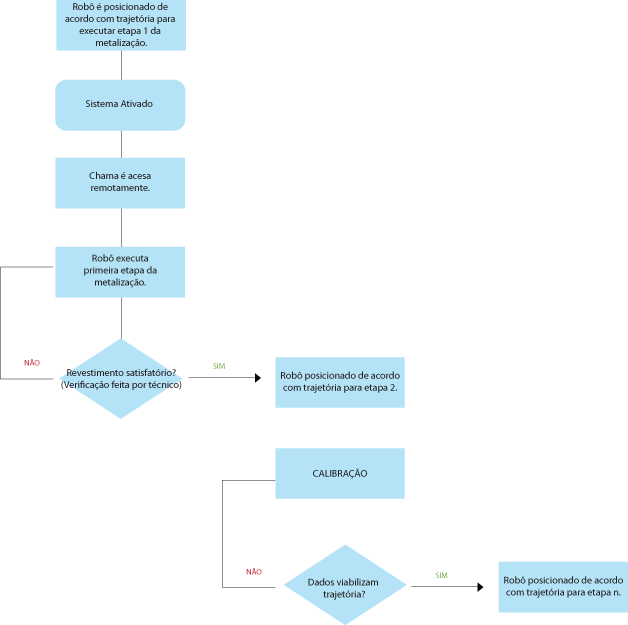 Robô é posicionado de
acordo com trajetória para
executar etapa 1 da
metalização.
Sistema Ativado
Chama é acesa
remotamente.
Robô executa
primeira etapa da
metalização.
NÃO
Revestimento satisfatório?
(Verificação feita por técnico)
SIM
Robô posicionado de acordo
com trajetória para etapa 2.
CALIBRAÇÃO
NÃO
Dados viabilizam
trajetória?
SIM
Robô posicionado de acordo
com trajetória para etapa n.